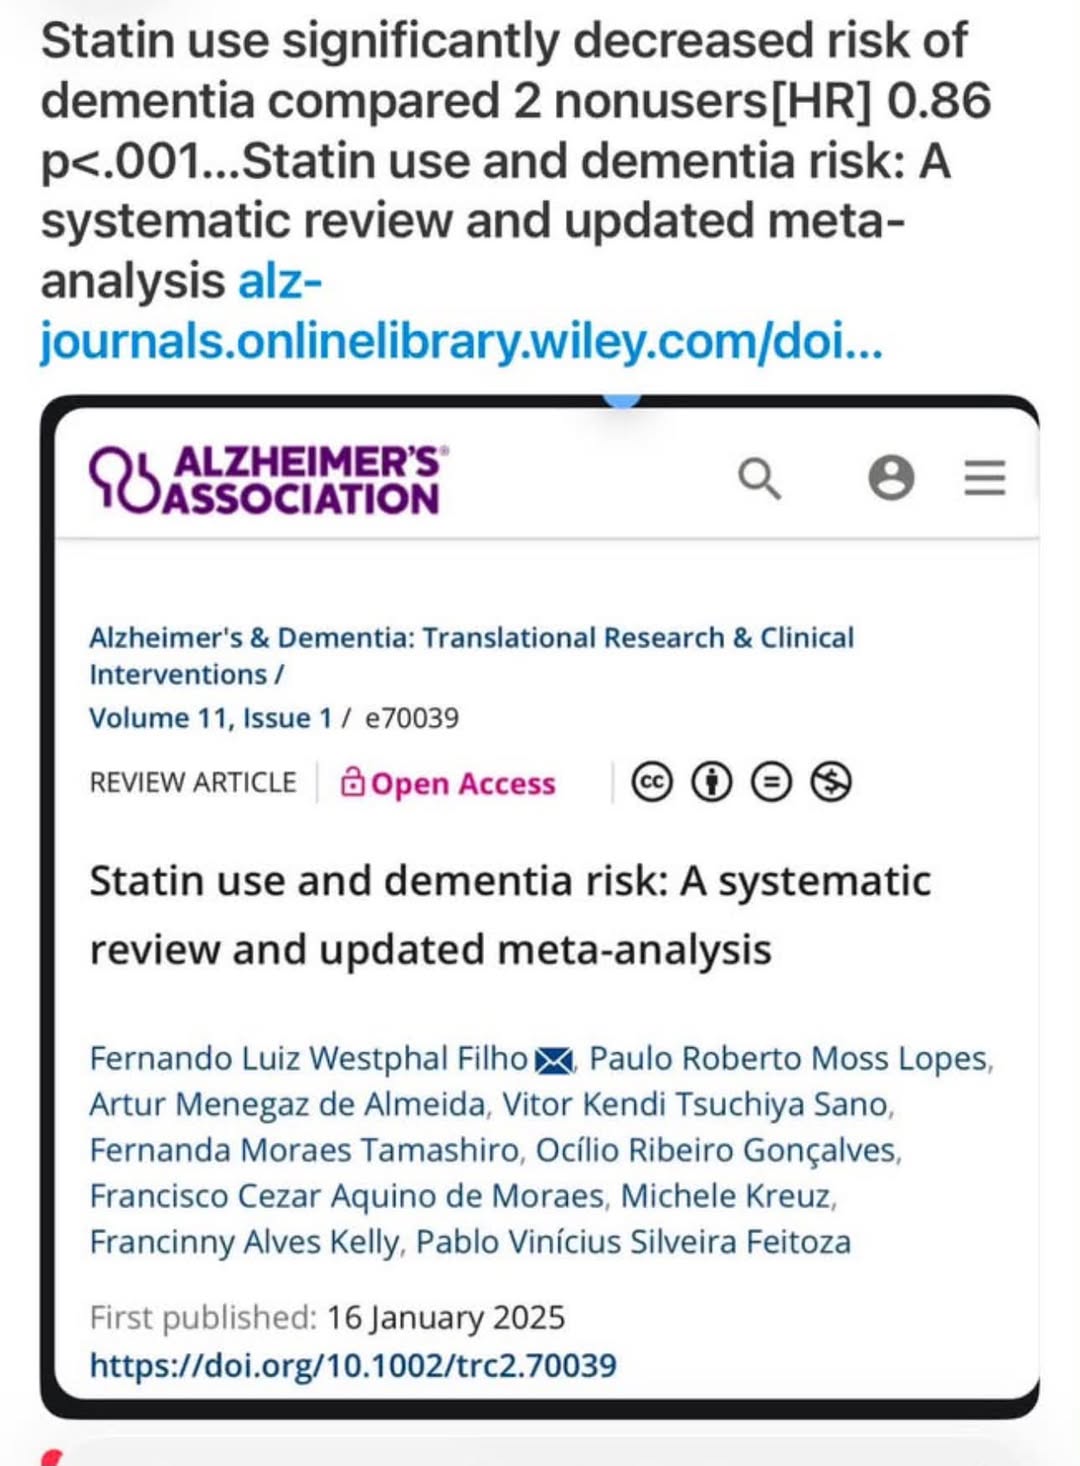 Statin use significantly decreased risk of
dementia compared 2 nonusers[HR] 0.86
p<.001...Statin use and dementia risk: A
systematic review and updated meta-
analysis alz-
journals.onlinelibrary.wiley.com/doi...
ALZHEIMER'S®
ASSOCIATION
Alzheimer's & Dementia: Translational Research & Clinical
Interventions /
Volume 11, Issue 1 / e70039
REVIEW ARTICLE
Open Access
cc
Statin use and dementia risk: A systematic
review and updated meta-analysis
Fernando Luiz Westphal Filho, Paulo Roberto Moss Lopes,
Artur Menegaz de Almeida, Vitor Kendi Tsuchiya Sano,
Fernanda Moraes Tamashiro, Ocílio Ribeiro Gonçalves,
Francisco Cezar Aquino de Moraes, Michele Kreuz,
Francinny Alves Kelly, Pablo Vinícius Silveira Feitoza
First published: 16 January 2025
https://doi.org/10.1002/trc2.70039